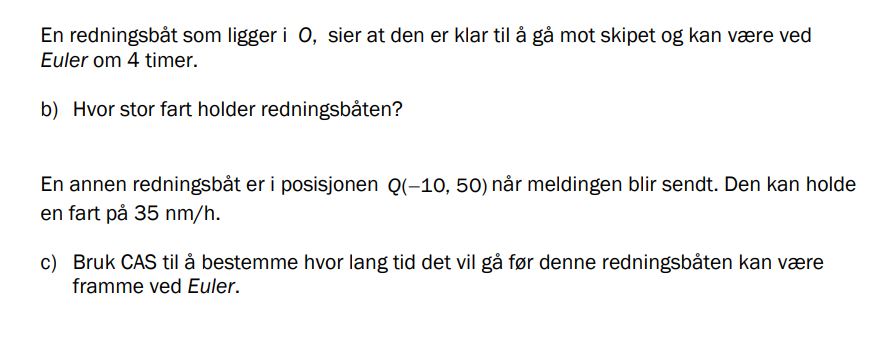 En redningsbåt som ligger i O, sier at den er klar til å gå mot skipet og kan være ved
Euler om 4 timer.
b) Hvor stor fart holder redningsbåten?
En annen redningsbåt er i posisjonen Q(−10, 50) når meldingen blir sendt. Den kan holde
en fart på 35 nm/h.
c) Bruk CAS til å bestemme hvor lang tid det vil gå før denne redningsbåten kan være
framme ved Euler.